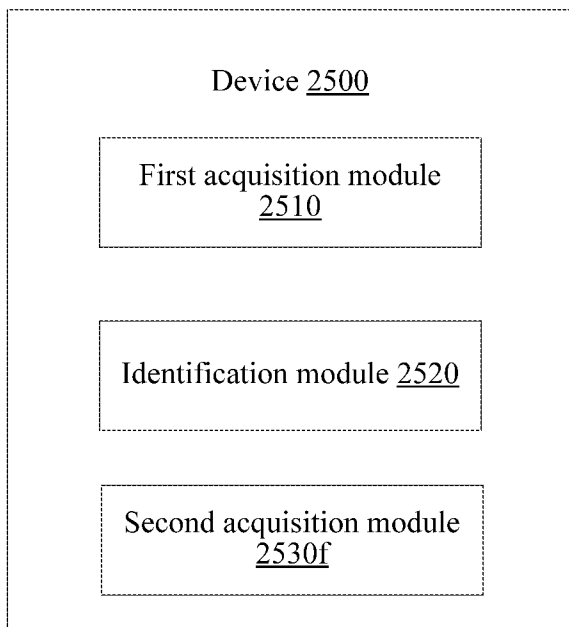 Device 2500
First acquisition module
2510
Identification module 2520
Second acquisition module
2530f